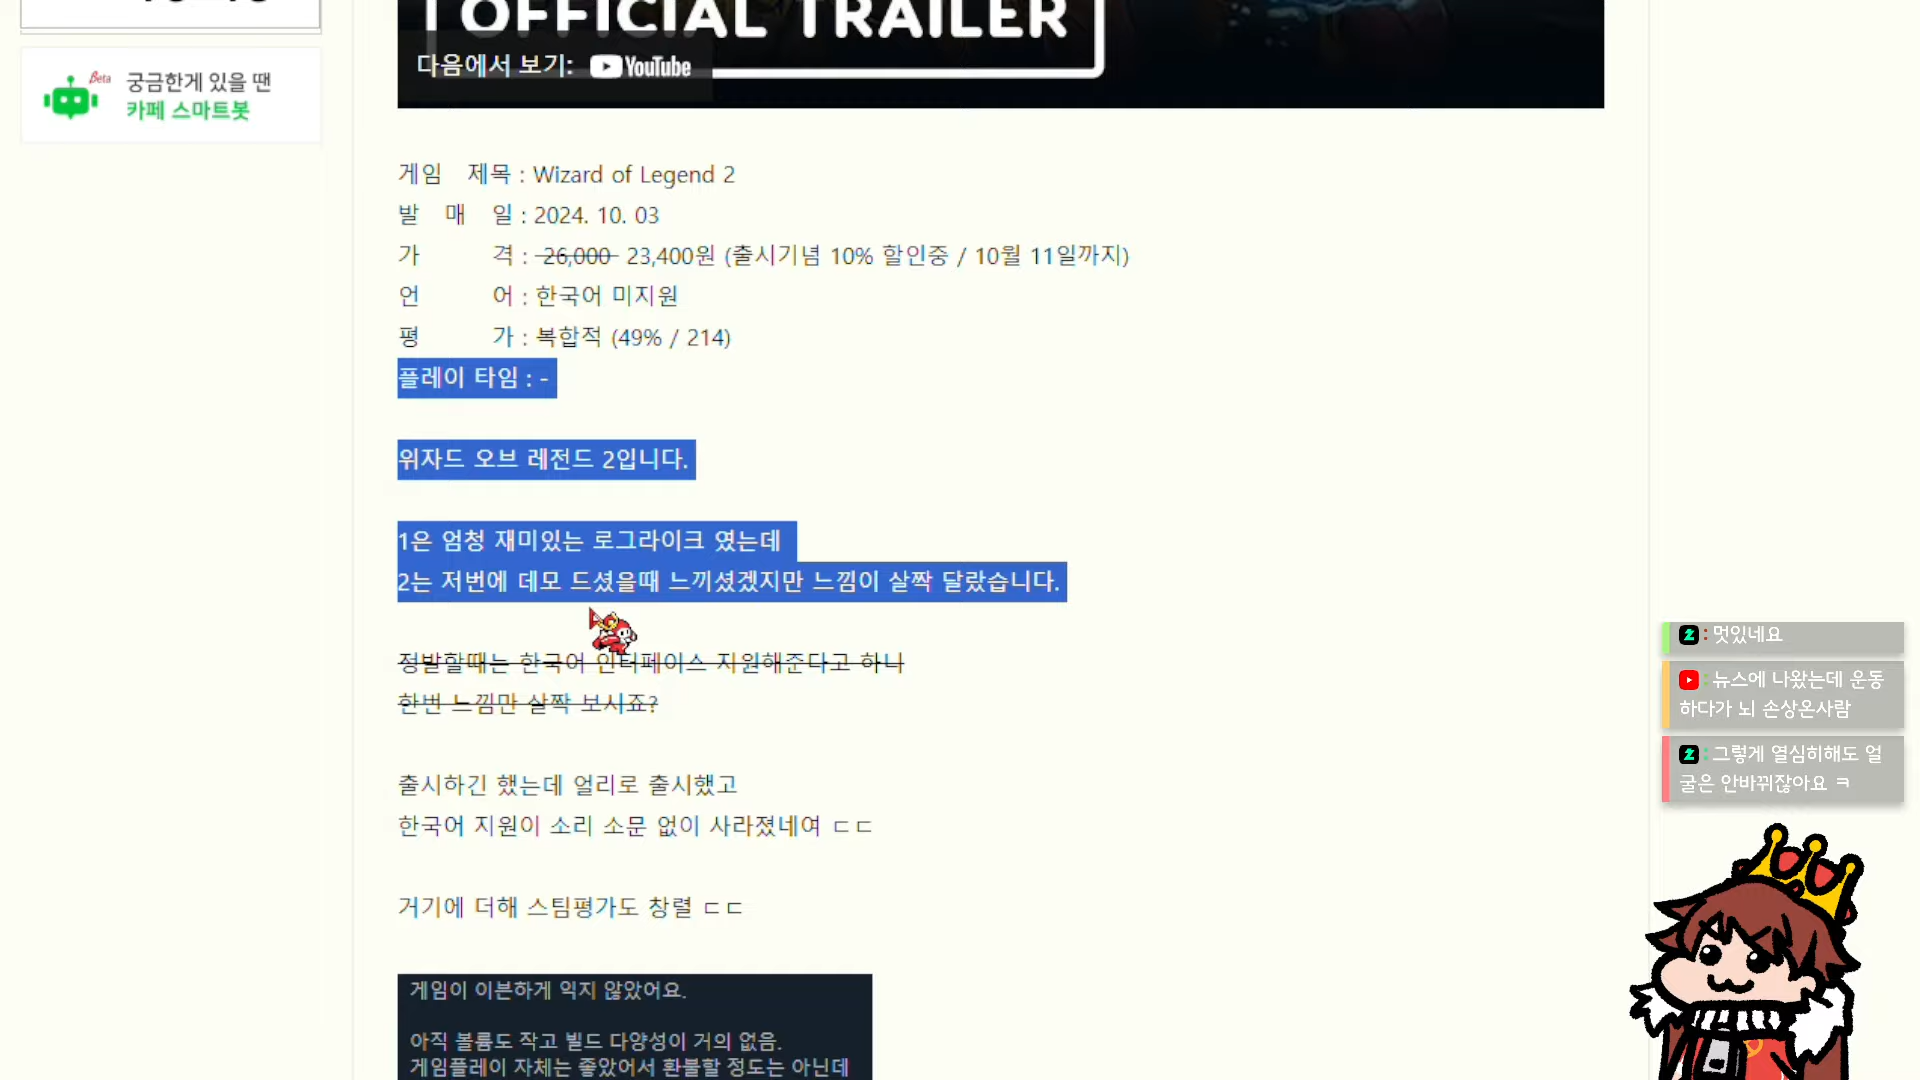 OFFICIAL TRAILER
다음에서 보기: YouTube
Beta
궁금한게 있을 땐
카페 스마트봇
게임 제목 : Wizard of Legend 2
발 매 일 : 2024. 10. 03
가 격 : 26,000 23,400원 (출시기념 10% 할인중 / 10월 11일까지)
언 어 : 한국어 미지원
평 가 : 복합적 (49% / 214)
플레이 타임 : -
위자드 오브 레전드 2입니다.
1은 엄청 재미있는 로그라이크 였는데
2는 저번에 데모 드셨을때 느끼셨겠지만 느낌이 살짝 달랐습니다.
정발할때는 한국어 인터페이스 지원해준다고 하니
한번 느낌만 살짝 보시죠?
출시하긴 했는데 얼리로 출시했고
한국어 지원이 소리 소문 없이 사라졌네여 ㄷㄷ
거기에 더해 스팀평가도 창렬 ㄷㄷ
게임이 이븐하게 익지 않았어요.
아직 볼륨도 작고 빌드 다양성이 거의 없음.
게임플레이 자체는 좋았어서 환불할 정도는 아닌데
: 멋있네요
: 뉴스에 나왔는데 운동
하다가 뇌 손상온사람
: 그렇게 열심히해도 얼
굴은 안바뀌잖아요 ㅋ